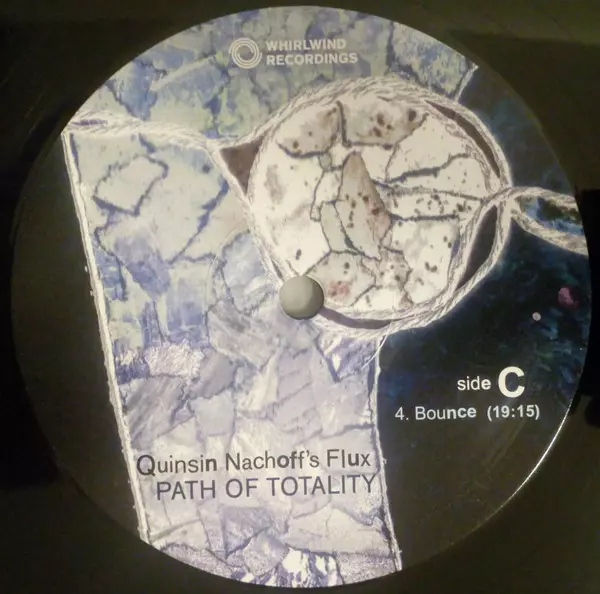 WHIRLWIND
RECORDINGS
side C
4. Bounce (19:15)
Quinsin Nachoff's Flux
PATH OF TOTALITY